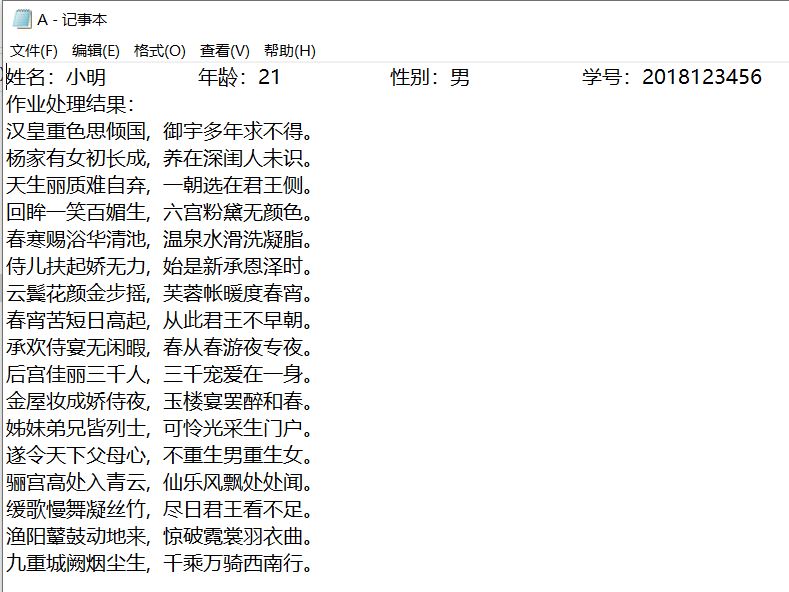 A - 记事本
文件(F) 编辑(E) 格式(O) 查看(V) 帮助(H)
姓名：小明 年龄：21 性别：男 学号：2018123456
作业处理结果：
汉皇重色思倾国，御宇多年求不得。
杨家有女初长成，养在深闺人未识。
天生丽质难自弃，一朝选在君王侧。
回眸一笑百媚生，六宫粉黛无颜色。
春寒赐浴华清池，温泉水滑洗凝脂。
侍儿扶起娇无力，始是新承恩泽时。
云鬓花颜金步摇，芙蓉帐暖度春宵。
春宵苦短日高起，从此君王不早朝。
承欢侍宴无闲暇，春从春游夜专夜。
后宫佳丽三千人，三千宠爱在一身。
金屋妆成娇侍夜，玉楼宴罢醉和春。
姊妹弟兄皆列士，可怜光采生门户。
遂令天下父母心，不重生男重生女。
骊宫高处入青云，仙乐风飘处处闻。
缓歌慢舞凝丝竹，尽日君王看不足。
渔阳鼙鼓动地来，惊破霓裳羽衣曲。
九重城阙烟尘生，千乘万骑西南行。